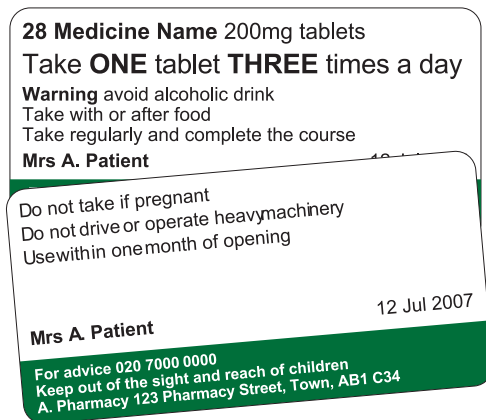 28 Medicine Name 200mg tablets
Take ONE tablet THREE times a day
Warning avoid alcoholic drink
Take with or after food
Take regularly and complete the course
Mrs A. Patient
Do not take if pregnant
Do not drive or operate heavy machinery
Use within one month of opening
12 Jul 2007
Mrs A. Patient
For advice 020 7000 0000
Keep out of the sight and reach of children
A. Pharmacy 123 Pharmacy Street, Town, AB1 C34